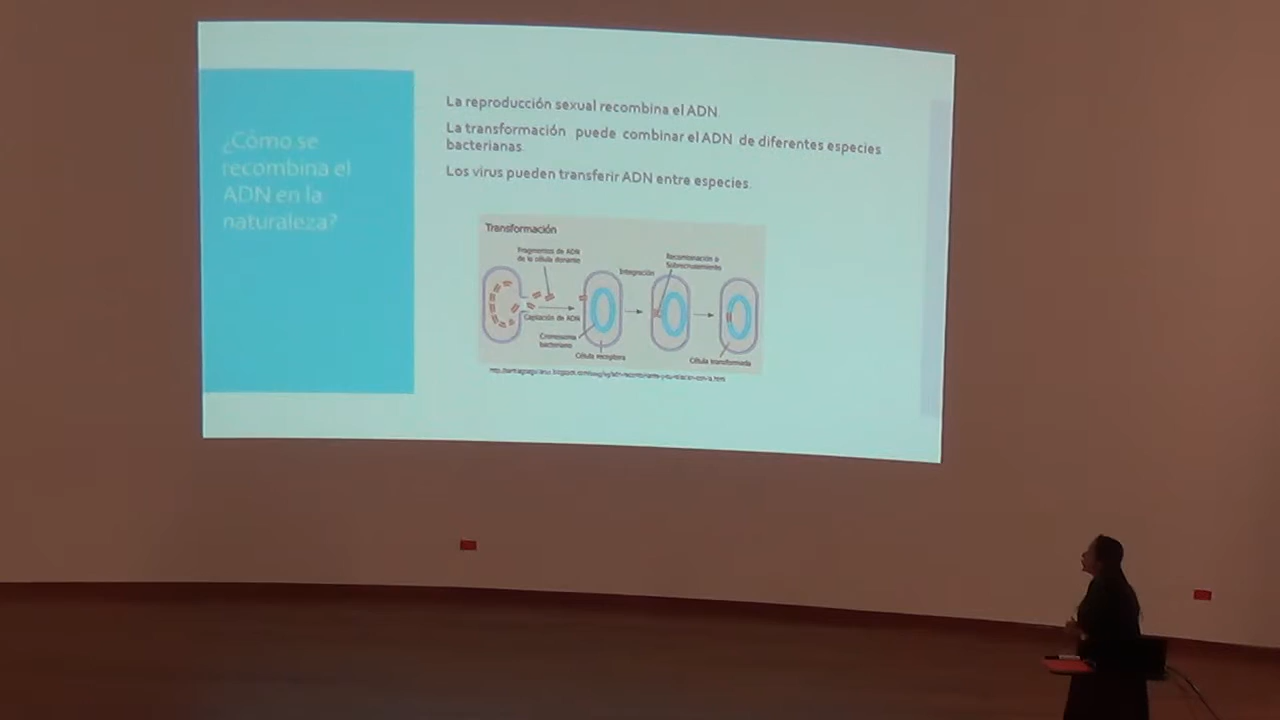 ¿Cómo se
recombina el
ADN en la
naturaleza?
La reproducción sexual recombina el ADN.
La transformación puede combinar el ADN de diferentes especies
bacterianas.
Los virus pueden transferir ADN entre especies.
Transformación
Fragmentos de ADN
de la célula donante
Captación de ADN
Cromosoma
bacteriano
Célula receptora
Integración
Recombinación o
Sobrecruzamiento
Célula transformada